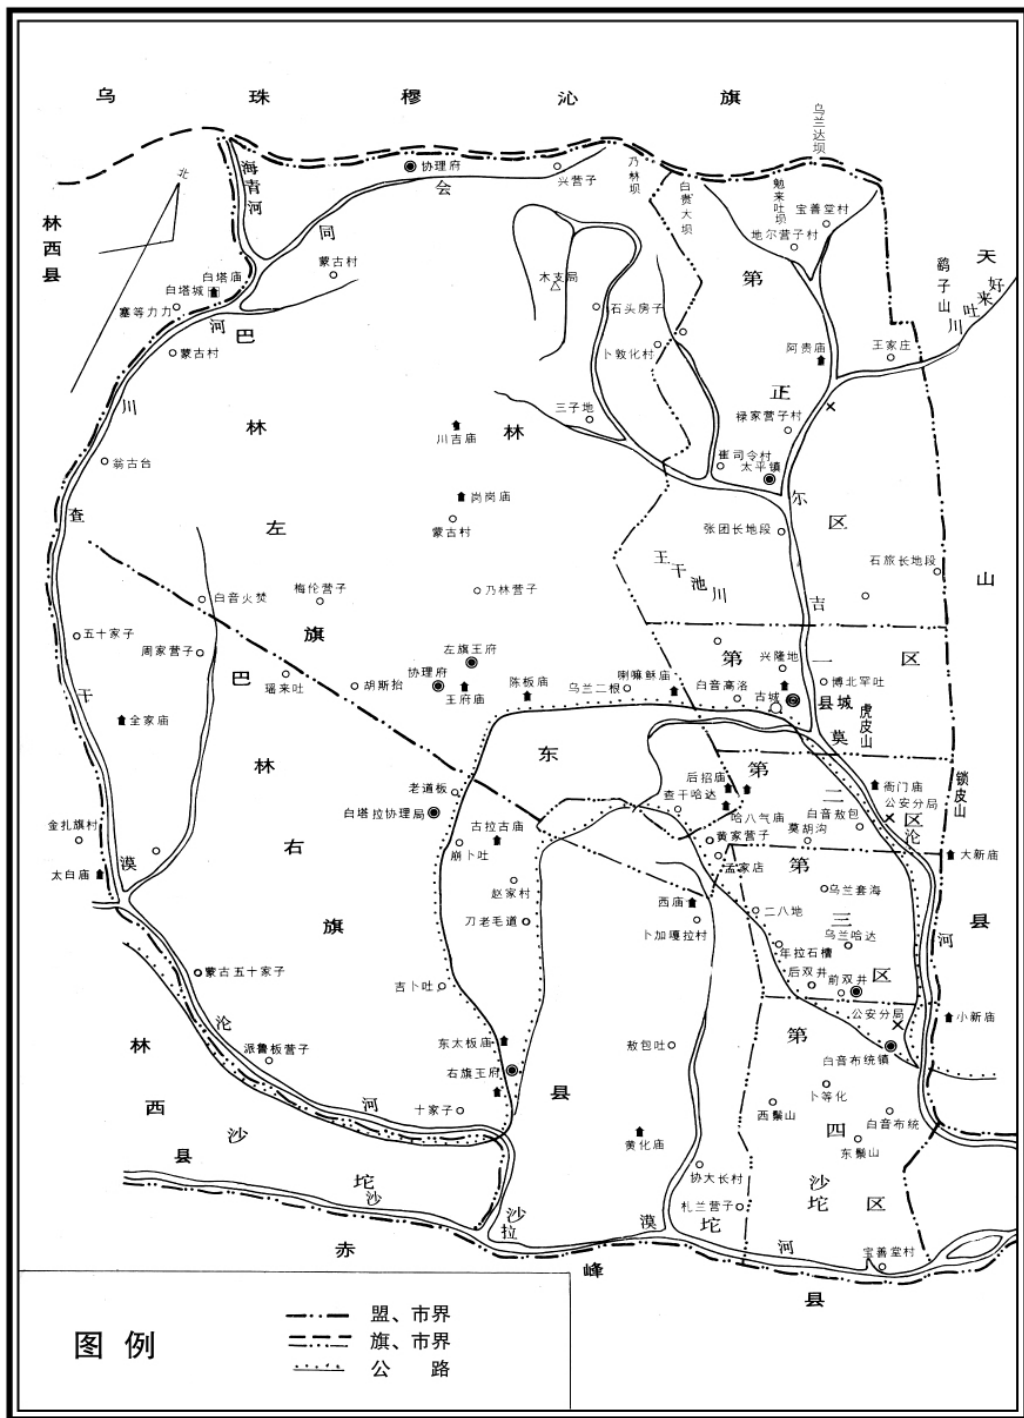 乌珠穆沁旗
乌兰达坝
海青河
协理府
兴营子
乃林坝
白贵大坝
勉来吐坝
宝善堂村
地尔营子村
北
林西县
会同
蒙古村
白塔庙
白塔城
塞等力力
河
巴
蒙古村
木支局
石头房子
卜敦化村
第
阿贵庙
王家庄
天
鹞子山
好来吐川
川
林
川吉庙
林
三子地
正
禄家营子村
崔司令村
太平镇
翁古台
岗岗庙
蒙古村
查
左
尔
区
张团长地段
石旅长地段
王干池川
山
白音火焚
梅伦营子
乃林营子
吉
五十家子
周家营子
旗
左旗王府
协理府
王府庙
巴
瑶来吐
胡斯抬
陈板庙
乌兰二根
喇嘛稣庙
第一区
兴隆地
白音高洛
古城
博北罕吐
县城
虎皮山
干
全家庙
莫
林
东
第二区
后招庙
查干哈达
衙门庙
公安分局
锁皮山
老道板
白塔拉协理局
哈八气庙
白音敖包
黄家营子
莫胡沟
沦
金扎旗村
古拉古庙
崩卜吐
孟家店
大新庙
太白庙
漠
右
赵家村
第三区
乌兰套海
西庙
二八地
旗
刀老毛道
卜加嘎拉村
乌兰哈达
县
年拉石槽
河
蒙古五十家子
吉卜吐
后双井
前双井
沦
公安分局
小新庙
派鲁板营子
东太板庙
敖包吐
第
白音布统镇
林西县
右旗王府
河
十家子
县
卜等化
西鬃山
白音布统
沙
黄化庙
四
东鬃山
坨
沙
协大长村
沙坨
区
札兰营子
沙
拉
漠
坨
河
宝善堂村
赤峰县
图例
盟、市界
旗、市界
公路